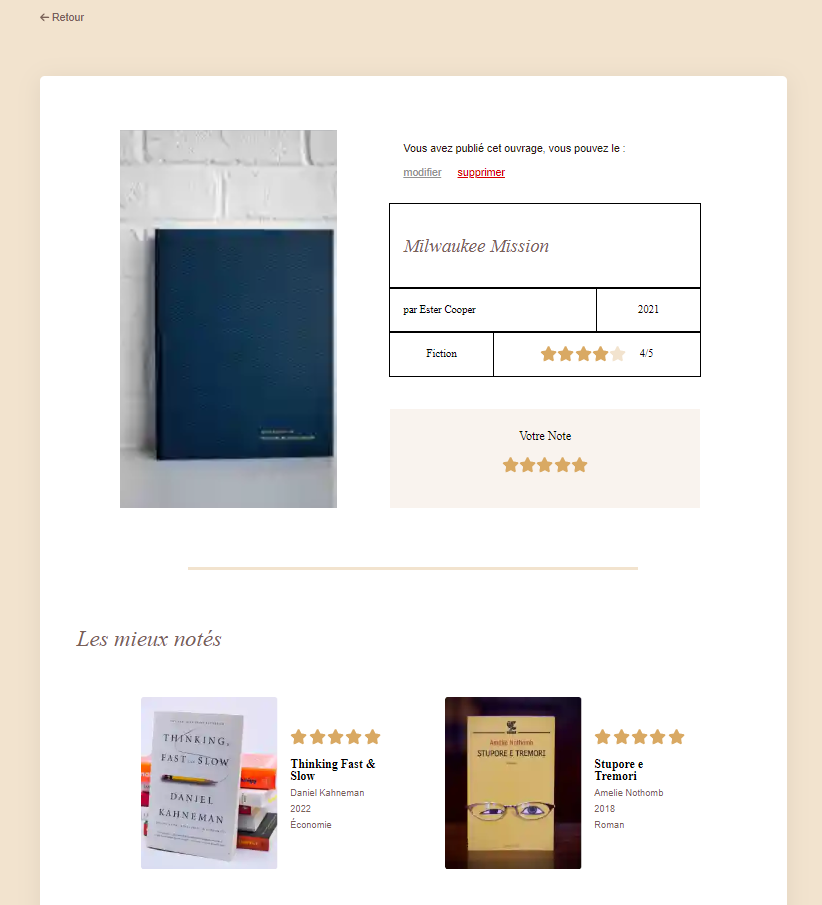 ← Retour
Vous avez publié cet ouvrage, vous pouvez le :
modifier supprimer
Milwaukee Mission
par Ester Cooper 2021
Fiction 4/5
Votre Note
Les mieux notés
THINKING,
FAST AND SLOW
DANIEL
KAHNEMAN
Thinking Fast &
Slow
Daniel Kahneman
2022
Économie
Amélie Nothomb
STUPORE E TREMORI
Stupore e
Tremori
Amelie Nothomb
2018
Roman